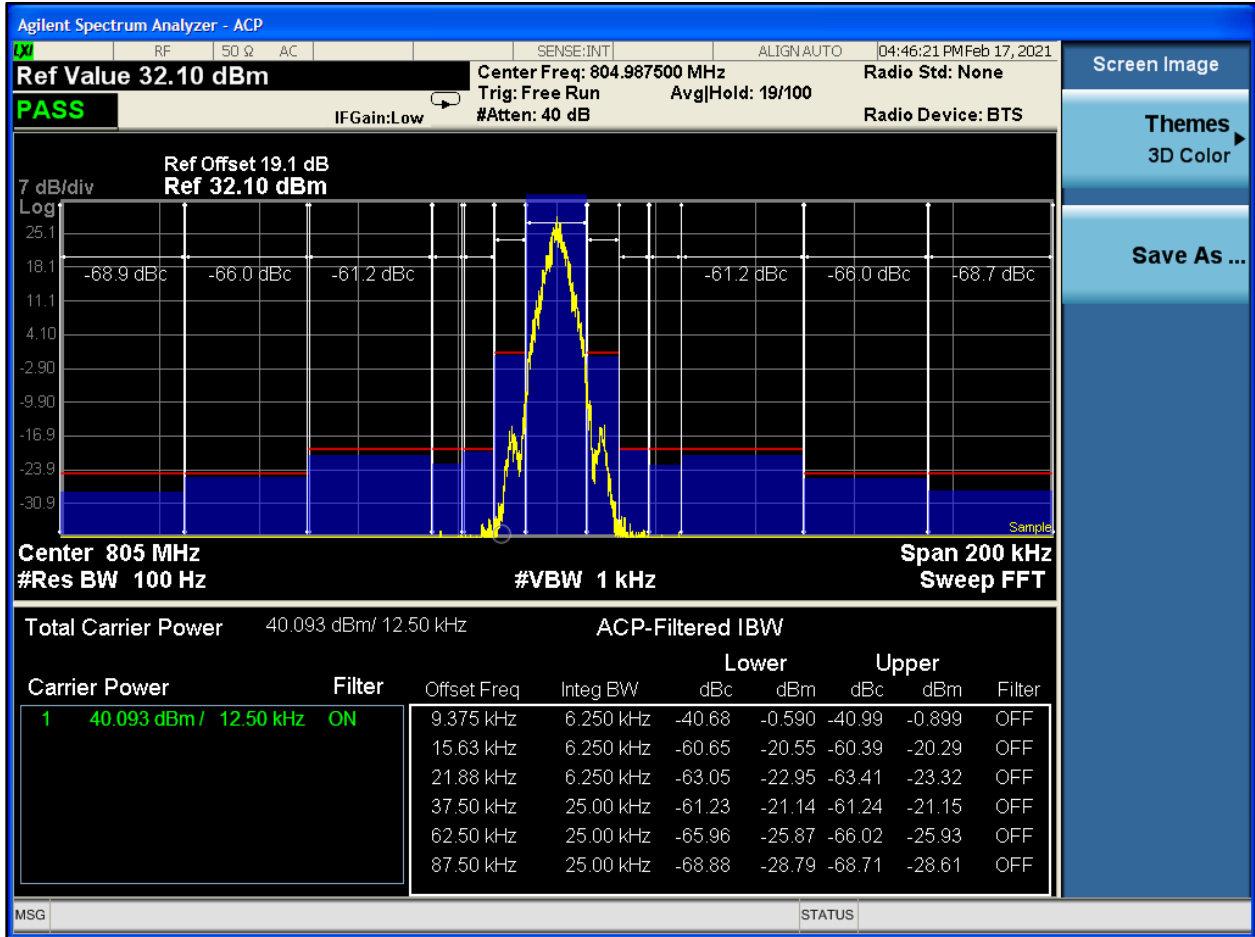 Agilent Spectrum Analyzer - ACP
LXI RF 50 Ω AC SENSE:INT ALIGNAUTO 04:46:21 PMFeb 17, 2021
Ref Value 32.10 dBm
Center Freq: 804.987500 MHz Radio Std: None
Trig: Free Run Avg|Hold: 19/100
PASS IFGain:Low #Atten: 40 dB Radio Device: BTS
Screen Image
Themes
3D Color
Save As ...
Ref Offset 19.1 dB
7 dB/div Ref 32.10 dBm
Log
25.1
18.1
-68.9 dBc -66.0 dBc -61.2 dBc -61.2 dBc -66.0 dBc -68.7 dBc
11.1
4.10
-2.90
-9.90
-16.9
-23.9
-30.9
Sample
Center 805 MHz Span 200 kHz
#Res BW 100 Hz #VBW 1 kHz Sweep FFT
Total Carrier Power 40.093 dBm/ 12.50 kHz ACP-Filtered IBW
Lower Upper
Carrier Power Filter Offset Freq Integ BW dBc dBm dBc dBm Filter
1 40.093 dBm / 12.50 kHz ON 9.375 kHz 6.250 kHz -40.68 -0.590 -40.99 -0.899 OFF
15.63 kHz 6.250 kHz -60.65 -20.55 -60.39 -20.29 OFF
21.88 kHz 6.250 kHz -63.05 -22.95 -63.41 -23.32 OFF
37.50 kHz 25.00 kHz -61.23 -21.14 -61.24 -21.15 OFF
62.50 kHz 25.00 kHz -65.96 -25.87 -66.02 -25.93 OFF
87.50 kHz 25.00 kHz -68.88 -28.79 -68.71 -28.61 OFF
MSG STATUS